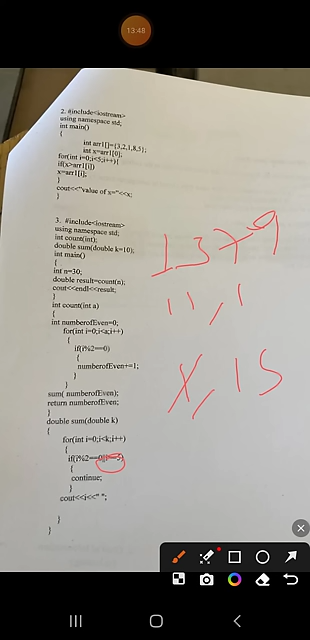 13:48
2. #include<iostream>
using namespace std;
int main()
{
int arr1[]={3,2,1,8,5};
int x=arr1[0];
for(int i=0;i<5;i++){
if(x>arr1[i])
x=arr1[i];
}
cout<<"value of x="<<x;
}
3. #include<iostream>
using namespace std;
int count(int);
double sum(double k=10);
int main()
{
int n=30;
double result=count(n);
cout<<endl<<result;
}
int count(int a)
{
int numberofEven=0;
for(int i=0;i<a;i++)
{
if(i%2==0)
{
numberofEven+=1;
}
}
sum( numberofEven);
return numberofEven;
}
double sum(double k)
{
for(int i=0;i<k;i++)
{
if(i%2==0||i==5)
{
continue;
}
cout<<i<<" ";
}
}
1 3 7 9
11, 1
15